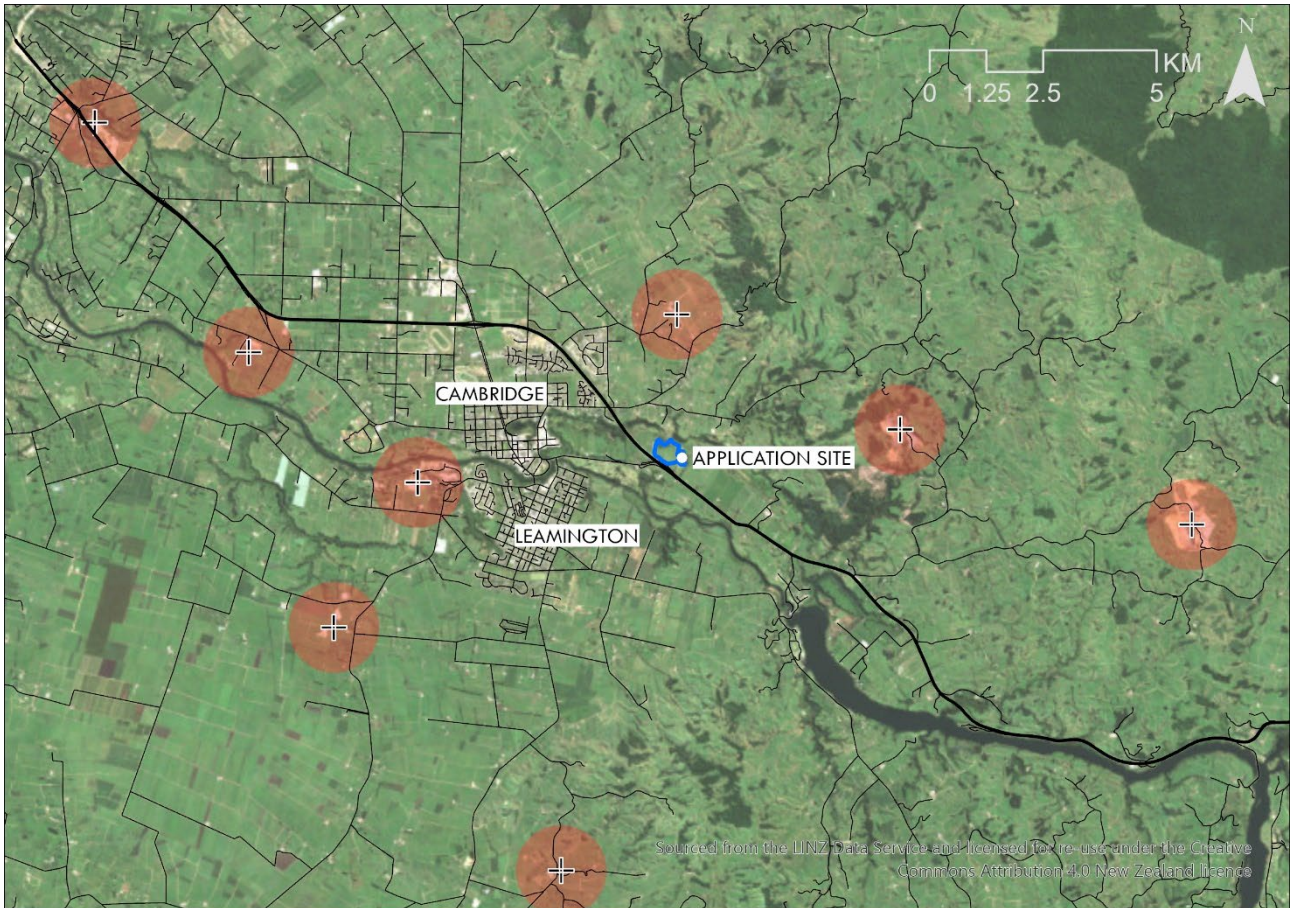 N
KM
0 1.25 2.5 5
CAMBRIDGE
APPLICATION SITE
LEAMINGTON
Sourced from the LINZ Data Service and licensed for re-use under the Creative
Commons Attribution 4.0 New Zealand licence